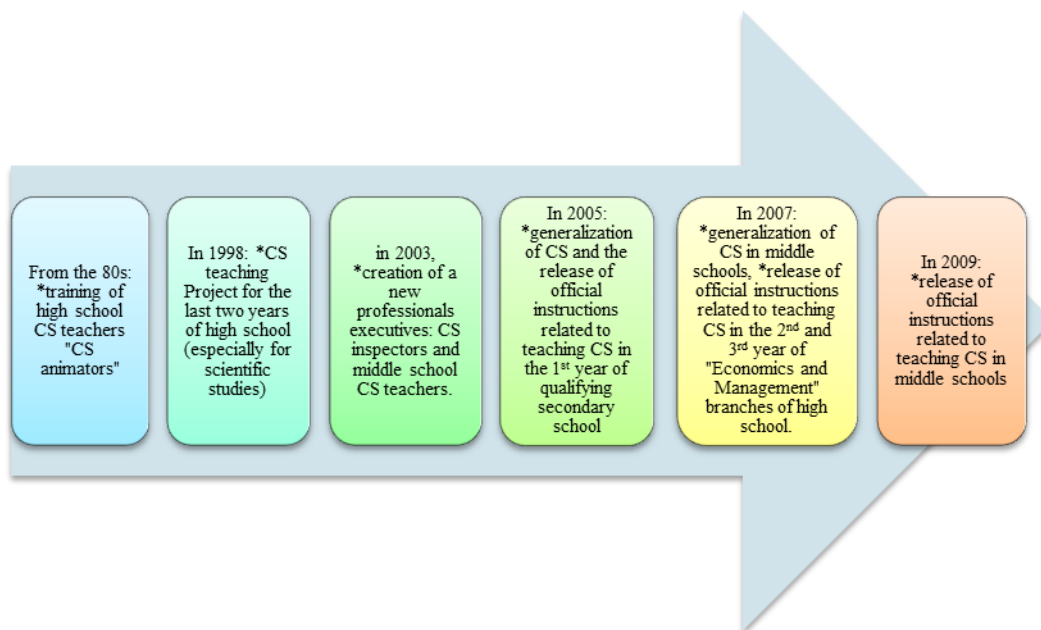 From the 80s:
*training of
high school
CS teachers
"CS
animators"
In 1998: *CS
teaching
Project for the
last two years
of high school
(especially for
scientific
studies)
in 2003,
*creation of a
new
professionals
executives: CS
inspectors and
middle school
CS teachers.
In 2005:
*generalization
of CS and the
release of
official
instructions
related to
teaching CS in
the 1st year of
qualifying
secondary
school
In 2007:
*generalization of
CS in middle
schools, *release of
official instructions
related to teaching
CS in the 2nd and
3rd year of
"Economics and
Management"
branches of high
school.
In 2009:
*release of
official
instructions
related to
teaching CS in
middle schools